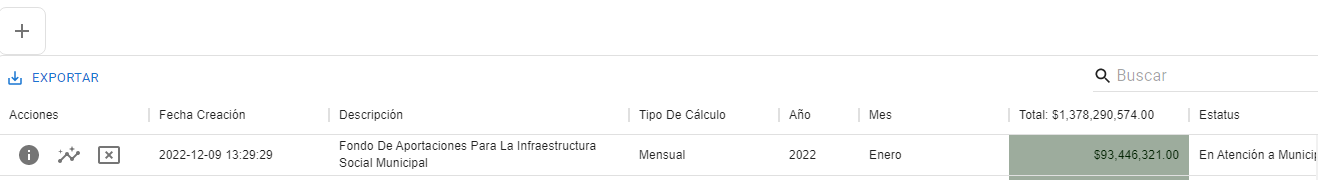 EXPORTAR
Buscar
Acciones Fecha Creación Descripción Tipo De Cálculo Año Mes Total: $1,378,290,574.00 Estatus
2022-12-09 13:29:29 Fondo De Aportaciones Para La Infraestructura Social Municipal Mensual 2022 Enero $93,446,321.00 En Atención a